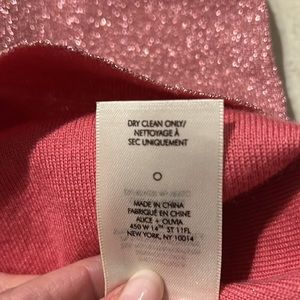 DRY CLEAN ONLY/
NETTOYAGE À
SEC UNIQUEMENT
MADE IN CHINA
FABRIQUÉ EN CHINE
ALICE + OLIVIA
450 W 14TH ST 11FL
NEW YORK, NY 10014